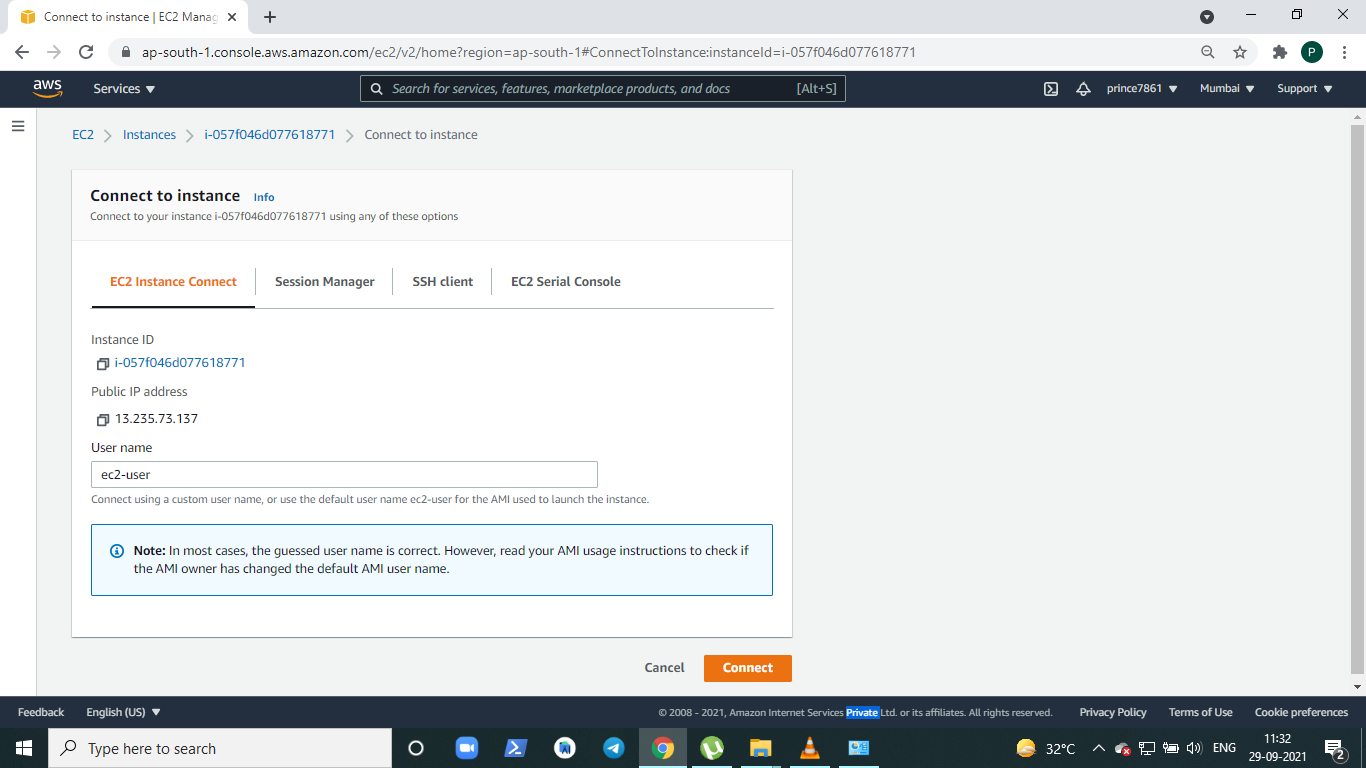 Connect to instance | EC2 Manag
ap-south-1.console.aws.amazon.com/ec2/v2/home?region=ap-south-1#ConnectToInstance:instanceId=i-057f046d077618771
P
aws
Services
Search for services, features, marketplace products, and docs
[Alt+S]
prince7861
Mumbai
Support
EC2
Instances
i-057f046d077618771
Connect to instance
Connect to instance Info
Connect to your instance i-057f046d077618771 using any of these options
EC2 Instance Connect
Session Manager
SSH client
EC2 Serial Console
Instance ID
i-057f046d077618771
Public IP address
13.235.73.137
User name
ec2-user
Connect using a custom user name, or use the default user name ec2-user for the AMI used to launch the instance.
Note: In most cases, the guessed user name is correct. However, read your AMI usage instructions to check if
the AMI owner has changed the default AMI user name.
Cancel
Connect
Feedback
English (US)
© 2008 - 2021, Amazon Internet Services Private Ltd. or its affiliates. All rights reserved.
Privacy Policy
Terms of Use
Cookie preferences
Type here to search
32°C
ENG
11:32
29-09-2021
2